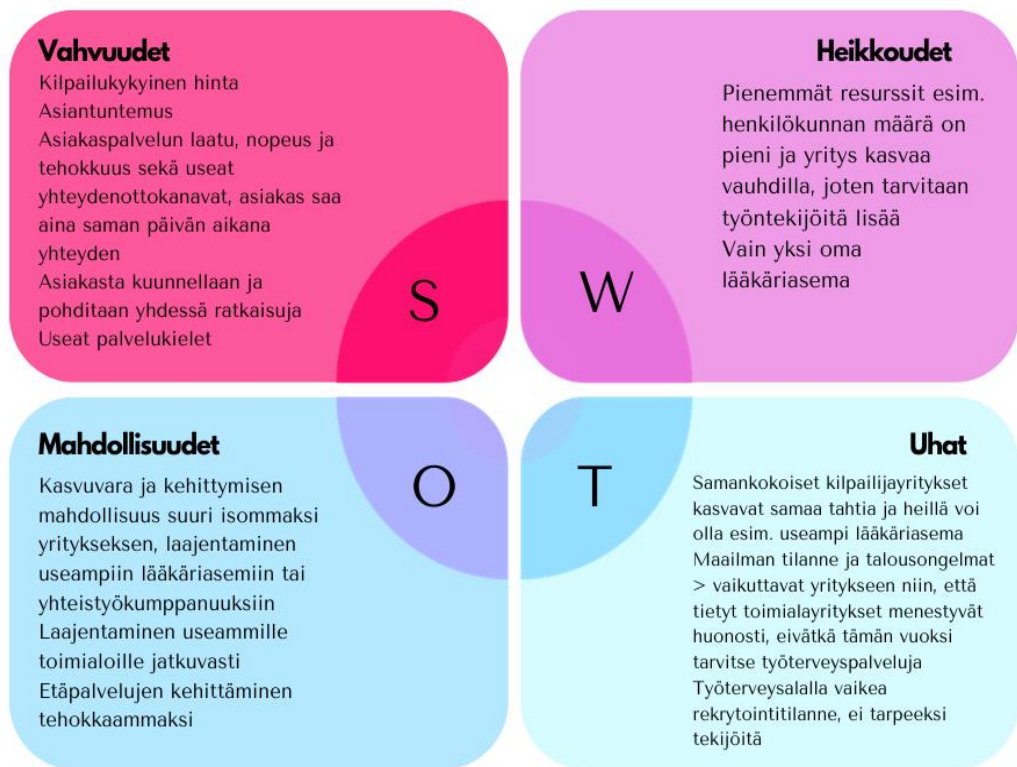 Vahvuudet
Kilpailukykyinen hinta
Asiantuntemus
Asiakaspalvelun laatu, nopeus ja
tehokkuus sekä useat
yhteydenottokanavat, asiakas saa
aina saman päivän aikana
yhteyden
Asiakasta kuunnellaan ja
pohditaan yhdessä ratkaisuja
Useat palvelukielet
S
Heikkoudet
Pienemmät resurssit esim.
henkilökunnan määrä on
pieni ja yritys kasvaa
vauhdilla, joten tarvitaan
työntekijöitä lisää
Vain yksi oma
lääkäriasema
W
Mahdollisuudet
Kasvuvara ja kehittymisen
mahdollisuus suuri isommaksi
yritykseksen, laajentaminen
useampiin lääkäriasemiin tai
yhteistyökumppanuuksiin
Laajentaminen useammille
toimialoille jatkuvasti
Etäpalvelujen kehittäminen
tehokkaammaksi
O
Uhat
Samankokoiset kilpailijayritykset
kasvavat samaa tahtia ja heillä voi
olla esim. useampi lääkäriasema
Maailman tilanne ja talousongelmat
> vaikuttavat yritykseen niin, että
tietyt toimialayritykset menestyvät
huonosti, eivätkä tämän vuoksi
tarvitse työterveyspalveluja
Työterveysalalla vaikea
rekrytointitilanne, ei tarpeeksi
tekijöitä
T